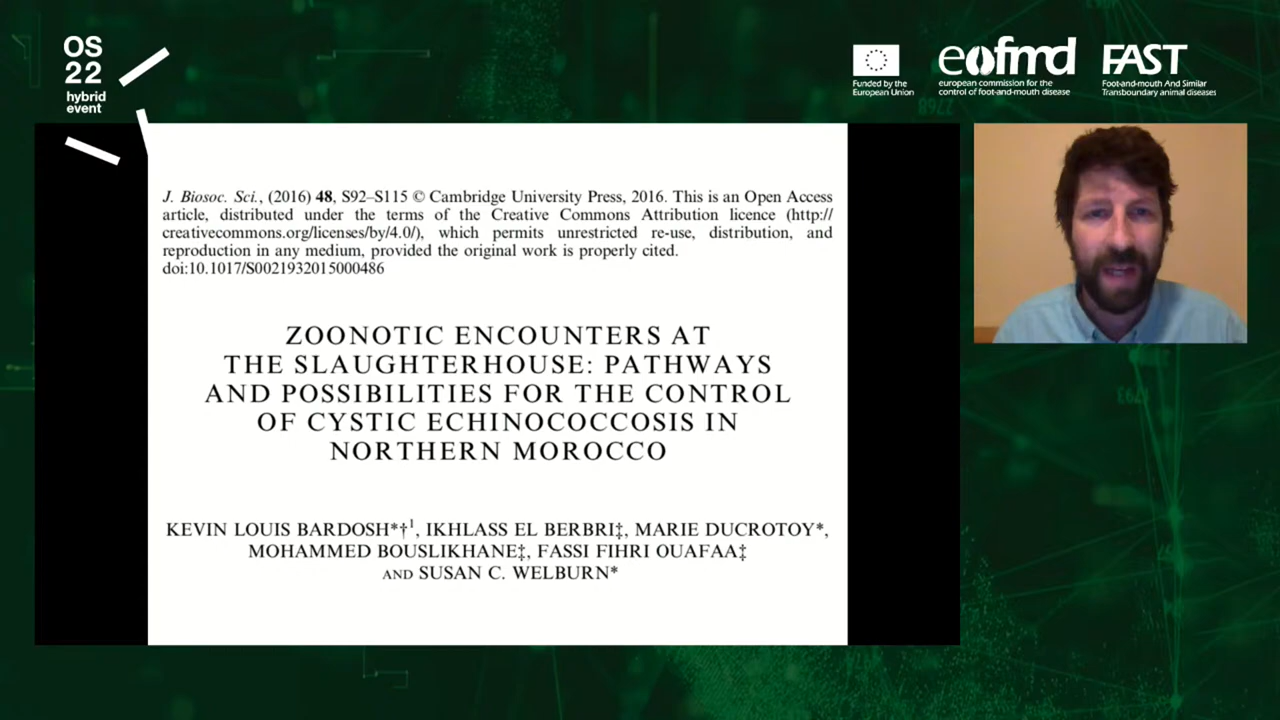 OS
22
hybrid
event
Funded by the
European Union
eofmd
european commission for the
control of foot-and-mouth disease
FAST
Foot-and-mouth And Similar
Transboundary animal diseases
J. Biosoc. Sci., (2016) 48, S92–S115 © Cambridge University Press, 2016. This is an Open Access
article, distributed under the terms of the Creative Commons Attribution licence (http://
creativecommons.org/licenses/by/4.0/), which permits unrestricted re-use, distribution, and
reproduction in any medium, provided the original work is properly cited.
doi:10.1017/S0021932015000486
ZOONOTIC ENCOUNTERS AT
THE SLAUGHTERHOUSE: PATHWAYS
AND POSSIBILITIES FOR THE CONTROL
OF CYSTIC ECHINOCOCCOSIS IN
NORTHERN MOROCCO
KEVIN LOUIS BARDOSH*†¹, IKHLASS EL BERBRI‡, MARIE DUCROTOY*,
MOHAMMED BOUSLIKHANE‡, FASSI FIHRI OUAFAA‡
AND SUSAN C. WELBURN*